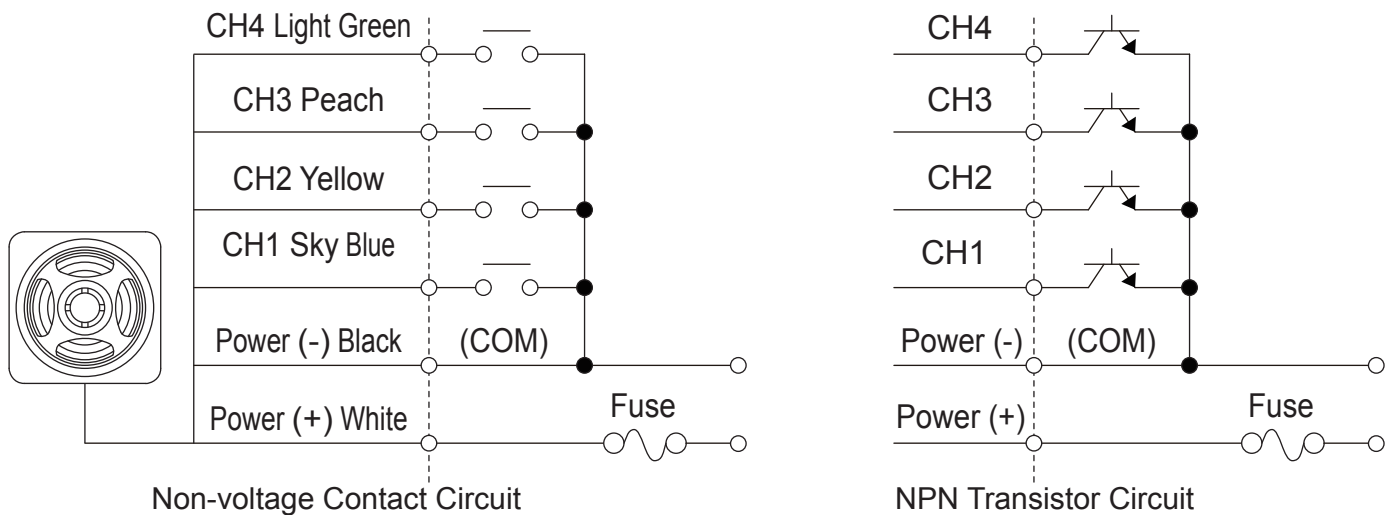 CH4 Light Green
CH3 Peach
CH2 Yellow
CH1 Sky Blue
Power (-) Black (COM)
Power (+) White Fuse
Non-voltage Contact Circuit
CH4
CH3
CH2
CH1
Power (-) (COM)
Power (+) Fuse
NPN Transistor Circuit